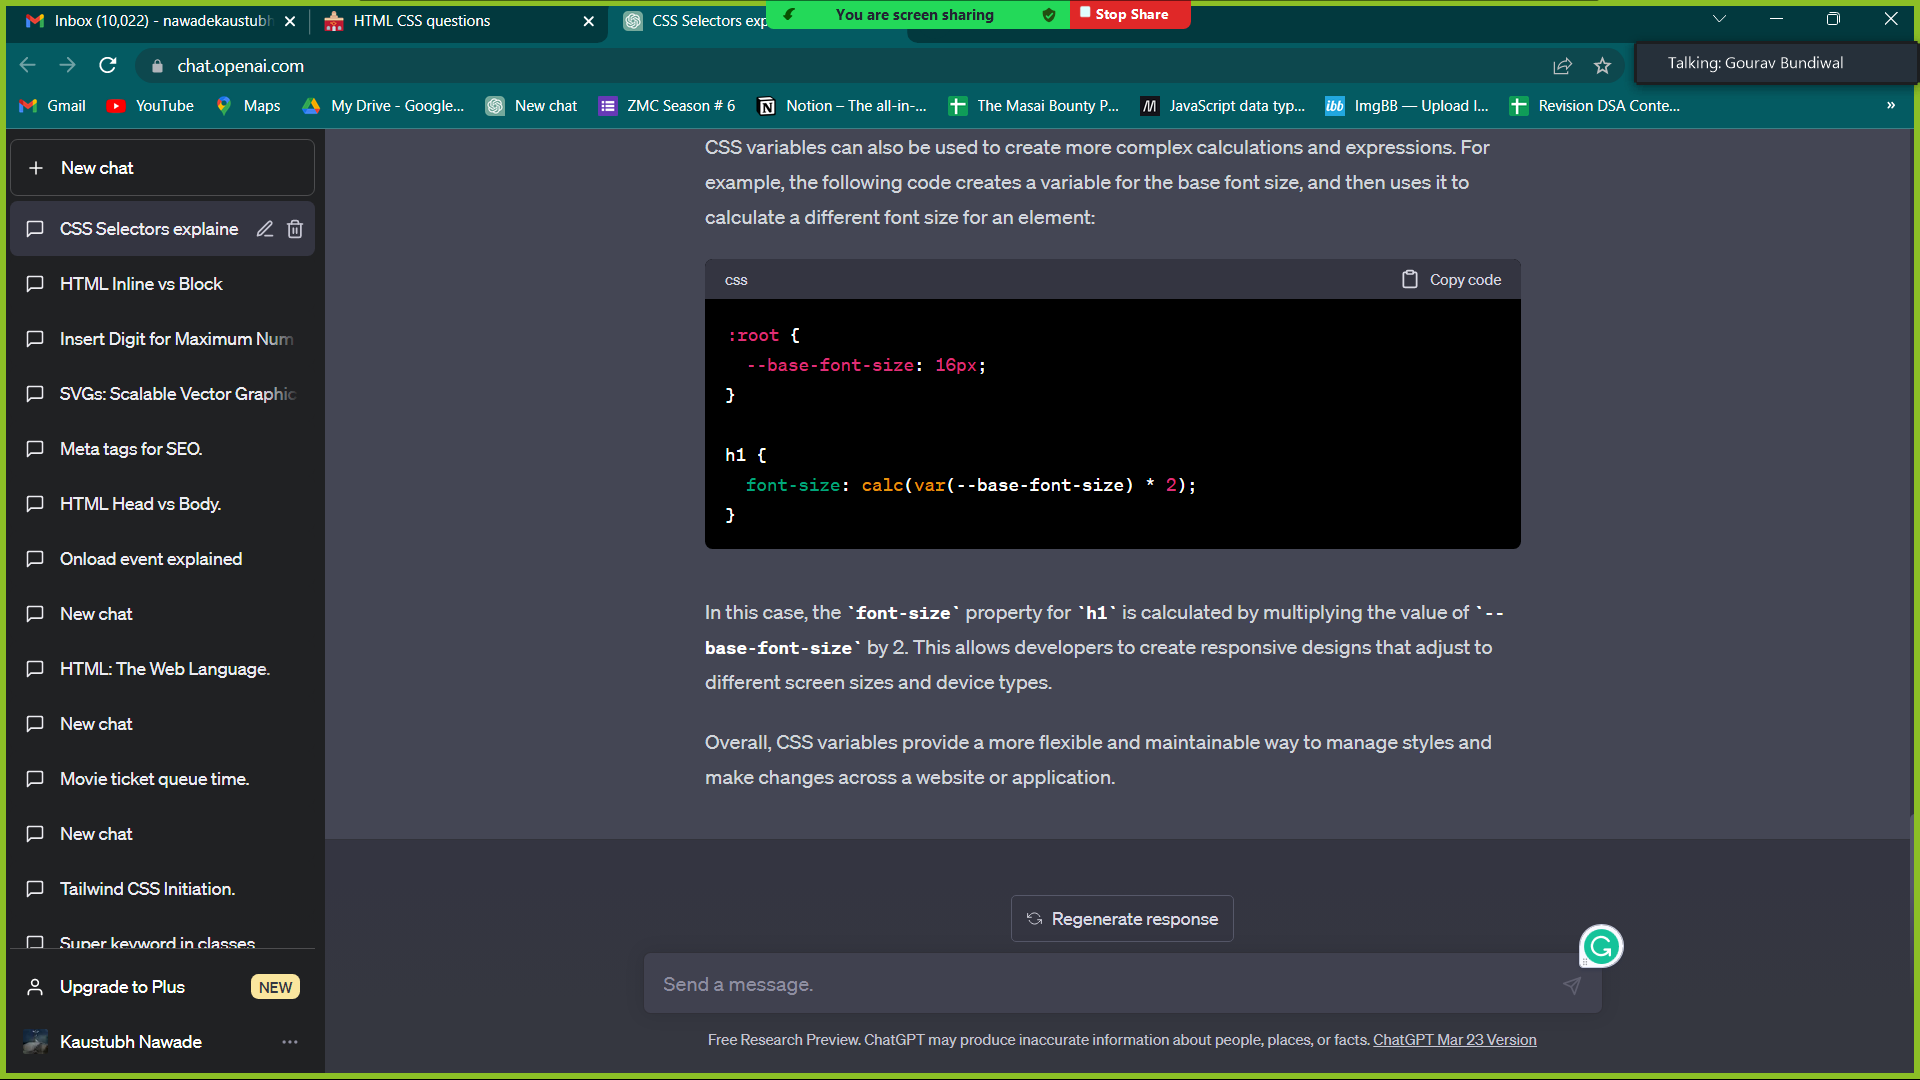 Inbox (10,022) - nawadekaustubh
HTML CSS questions
CSS Selectors exp
You are screen sharing
Stop Share
chat.openai.com
Talking: Gourav Bundiwal
Gmail
YouTube
Maps
My Drive - Google...
New chat
ZMC Season # 6
Notion – The all-in-...
The Masai Bounty P...
JavaScript data typ...
ibb
ImgBB — Upload I...
Revision DSA Conte...
»
+ New chat
CSS Selectors explaine
HTML Inline vs Block
Insert Digit for Maximum Num
SVGs: Scalable Vector Graphic
Meta tags for SEO.
HTML Head vs Body.
Onload event explained
New chat
HTML: The Web Language.
New chat
Movie ticket queue time.
New chat
Tailwind CSS Initiation.
Super keyword in classes
Upgrade to Plus
NEW
Kaustubh Nawade
...
CSS variables can also be used to create more complex calculations and expressions. For
example, the following code creates a variable for the base font size, and then uses it to
calculate a different font size for an element:
css
Copy code
:root {
--base-font-size: 16px;
}
h1 {
font-size: calc(var(--base-font-size) * 2);
}
In this case, the `font-size` property for `h1` is calculated by multiplying the value of `--
base-font-size` by 2. This allows developers to create responsive designs that adjust to
different screen sizes and device types.
Overall, CSS variables provide a more flexible and maintainable way to manage styles and
make changes across a website or application.
Regenerate response
Send a message.
Free Research Preview. ChatGPT may produce inaccurate information about people, places, or facts. ChatGPT Mar 23 Version